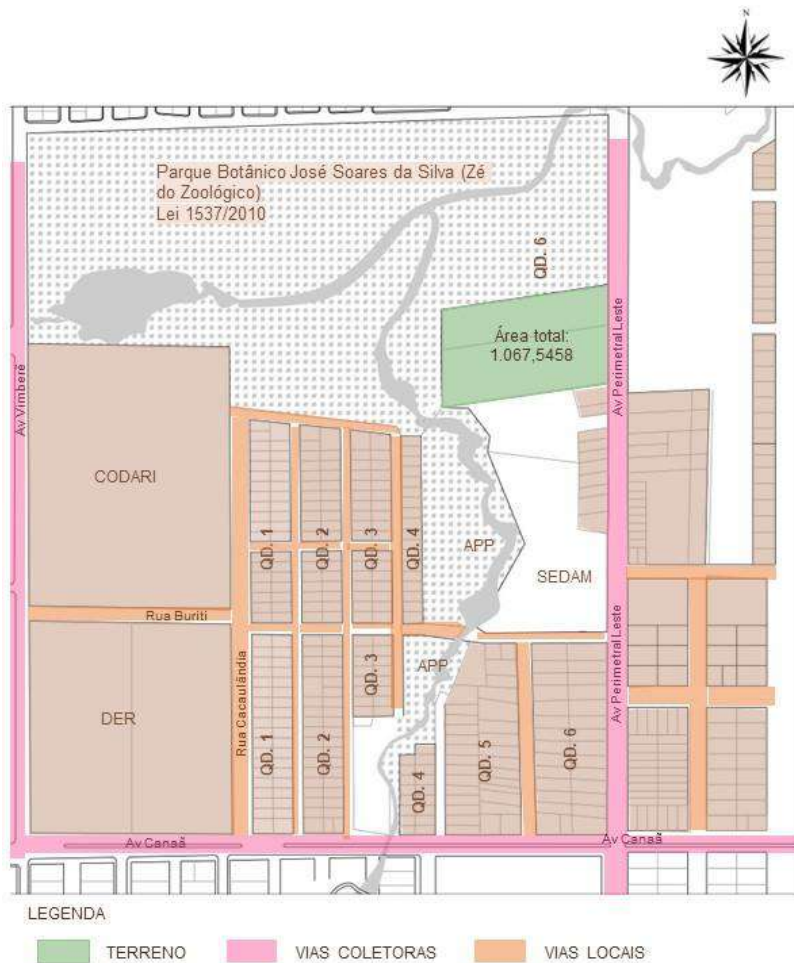 N
Parque Botânico José Soares da Silva (Zé
do Zoológico)
Lei 1537/2010
QD. 6
Área total:
1.067,5458
Av Perimetral Leste
Av Vimberê
CODARI
QD. 1
QD. 2
QD. 3
QD. 4
APP
SEDAM
Rua Buriti
APP
Av Perimetral Leste
DER
Rua Cacaulândia
QD. 1
QD. 2
QD. 3
QD. 4
QD. 5
QD. 6
Av Canaã
Av Canaã
LEGENDA
TERRENO
VIAS COLETORAS
VIAS LOCAIS